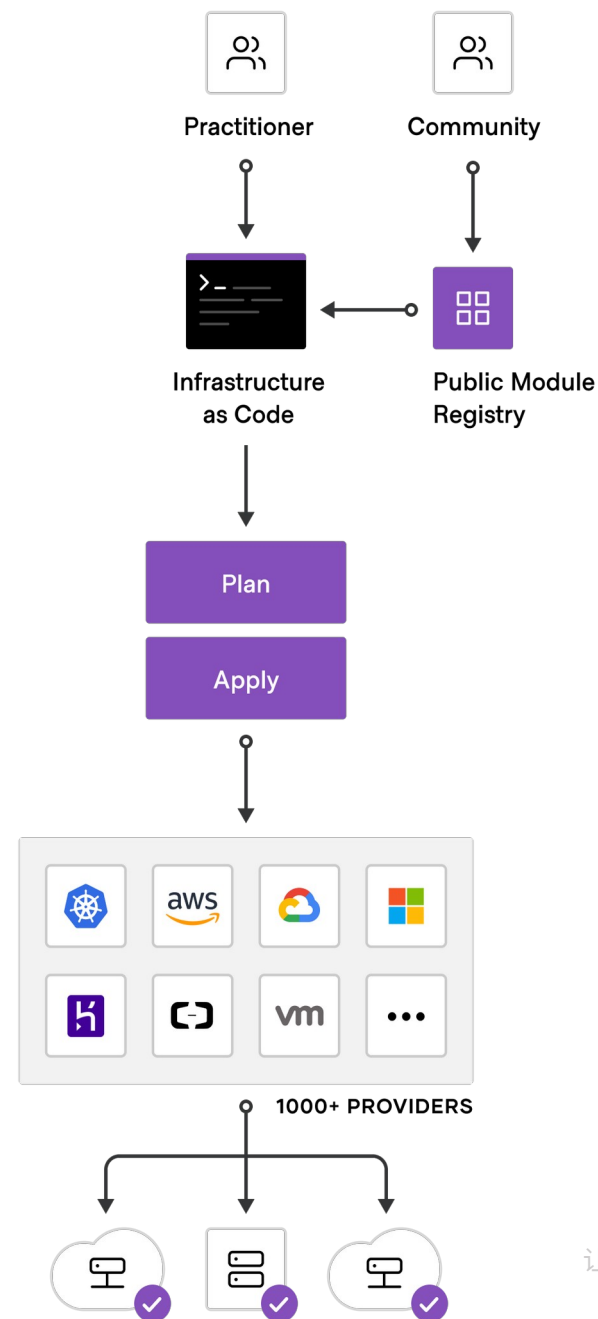 Practitioner
Community
Infrastructure
as Code
Public Module
Registry
Plan
Apply
aws
vm
1000+ PROVIDERS